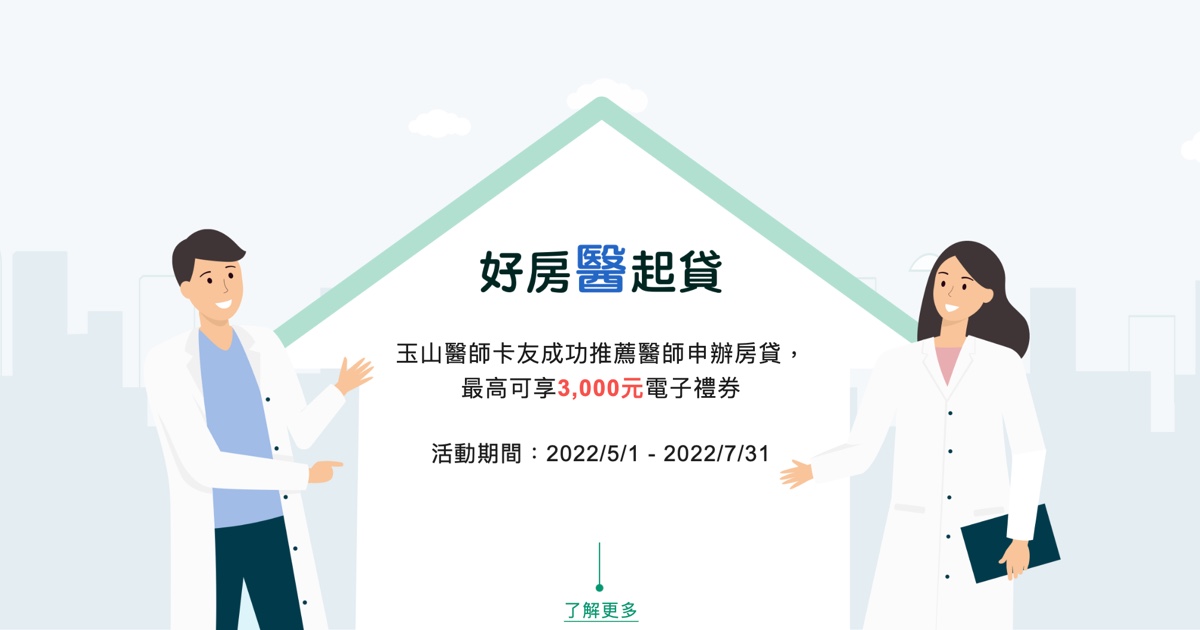 好房醫起貸
玉山醫師卡友成功推薦醫師申辦房貸，
最高可享3,000元電子禮券
活動期間：2022/5/1 - 2022/7/31
了解更多